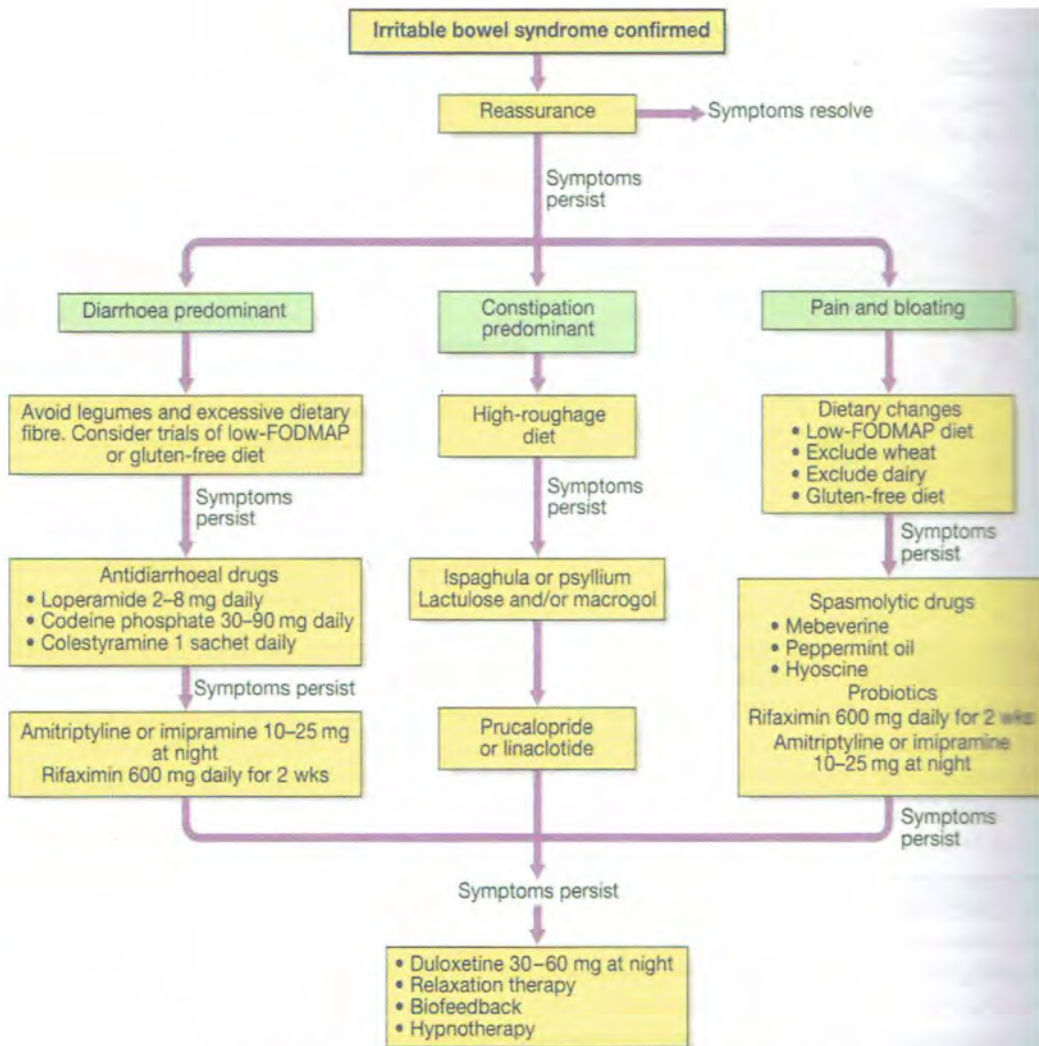 Irritable bowel syndrome confirmed
Reassurance
Symptoms resolve
Symptoms
persist
Diarrhoea predominant
Constipation
predominant
Pain and bloating
Avoid legumes and excessive dietary
fibre. Consider trials of low-FODMAP
or gluten-free diet
High-roughage
diet
Dietary changes
• Low-FODMAP diet
• Exclude wheat
• Exclude dairy
• Gluten-free diet
Symptoms
persist
Symptoms
persist
Symptoms
persist
Antidiarrhoeal drugs
• Loperamide 2–8 mg daily
• Codeine phosphate 30–90 mg daily
• Colestyramine 1 sachet daily
Ispaghula or psyllium
Lactulose and/or macrogol
Spasmolytic drugs
• Mebeverine
• Peppermint oil
• Hyoscine
Probiotics
Rifaximin 600 mg daily for 2 wks
Amitriptyline or imipramine
10–25 mg at night
Symptoms persist
Amitriptyline or imipramine 10–25 mg
at night
Rifaximin 600 mg daily for 2 wks
Prucalopride
or linaclotide
Symptoms
persist
Symptoms persist
• Duloxetine 30–60 mg at night
• Relaxation therapy
• Biofeedback
• Hypnotherapy